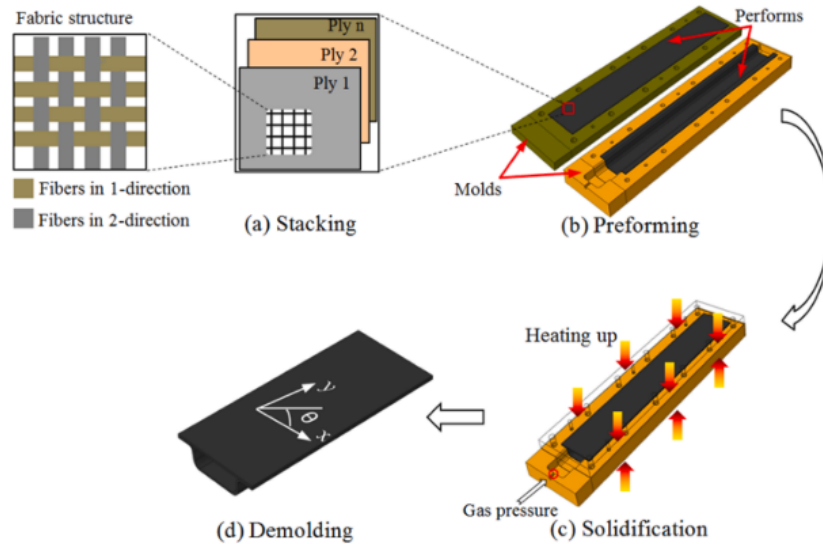 Fabric structure
Ply n
Ply 2
Ply 1
Fibers in 1-direction
Fibers in 2-direction
(a) Stacking
Performs
Molds
(b) Preforming
Heating up
Gas pressure
(c) Solidification
y
θ
x
(d) Demolding